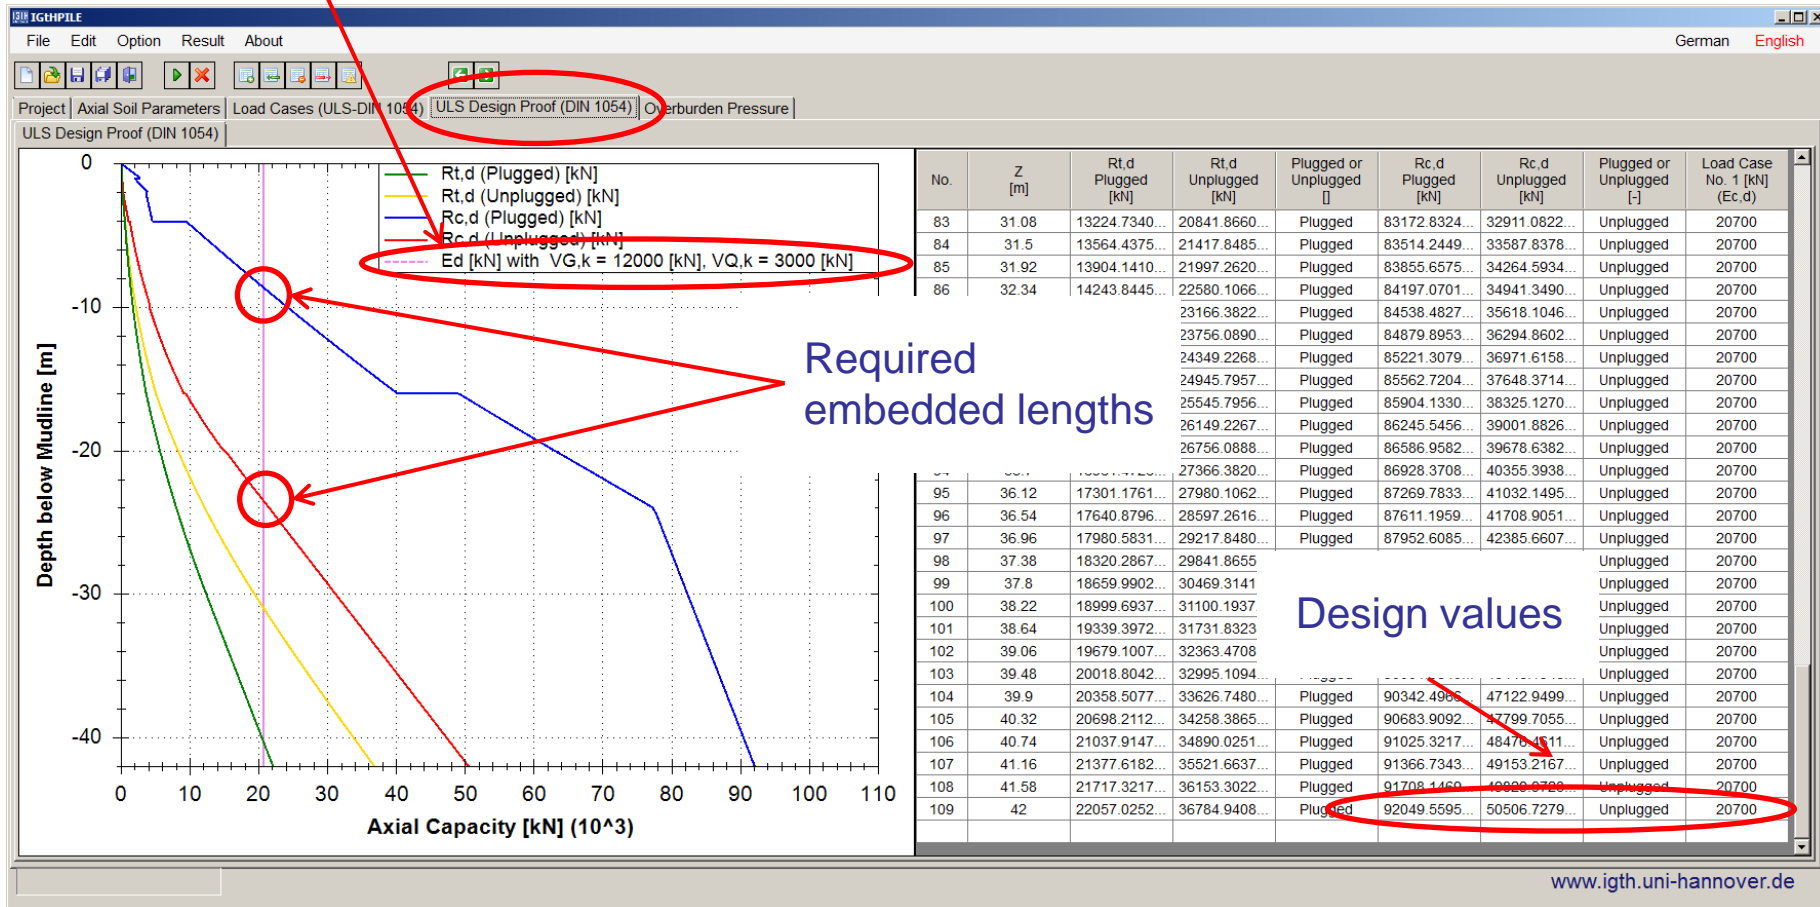 IGtHPILE
File Edit Option Result About German English
Project Axial Soil Parameters Load Cases (ULS-DIN 1054) ULS Design Proof (DIN 1054) Overburden Pressure
ULS Design Proof (DIN 1054)
Rt,d (Plugged) [kN]
Rt,d (Unplugged) [kN]
Rc,d (Plugged) [kN]
Rc,d (Unplugged) [kN]
Ed [kN] with VG,k = 12000 [kN], VQ,k = 3000 [kN]
0
-10
-20
-30
-40
Depth below Mudline [m]
0 10 20 30 40 50 60 70 80 90 100 110
Axial Capacity [kN] (10^3)
Required
embedded lengths
Design values
No. Z [m] Rt,d Plugged [kN] Rt,d Unplugged [kN] Plugged or Unplugged [] Rc,d Plugged [kN] Rc,d Unplugged [kN] Plugged or Unplugged [-] Load Case No. 1 [kN] (Ec,d)
83 31.08 13224.7340... 20841.8660... Plugged 83172.8324... 32911.0822... Unplugged 20700
84 31.5 13564.4375... 21417.8485... Plugged 83514.2449... 33587.8378... Unplugged 20700
85 31.92 13904.1410... 21997.2620... Plugged 83855.6575... 34264.5934... Unplugged 20700
86 32.34 14243.8445... 22580.1066... Plugged 84197.0701... 34941.3490... Unplugged 20700
23166.3822... Plugged 84538.4827... 35618.1046... Unplugged 20700
23756.0890... Plugged 84879.8953... 36294.8602... Unplugged 20700
24349.2268... Plugged 85221.3079... 36971.6158... Unplugged 20700
24945.7957... Plugged 85562.7204... 37648.3714... Unplugged 20700
25545.7956... Plugged 85904.1330... 38325.1270... Unplugged 20700
26149.2267... Plugged 86245.5456... 39001.8826... Unplugged 20700
26756.0888... Plugged 86586.9582... 39678.6382... Unplugged 20700
27366.3820... Plugged 86928.3708... 40355.3938... Unplugged 20700
95 36.12 17301.1761... 27980.1062... Plugged 87269.7833... 41032.1495... Unplugged 20700
96 36.54 17640.8796... 28597.2616... Plugged 87611.1959... 41708.9051... Unplugged 20700
97 36.96 17980.5831... 29217.8480... Plugged 87952.6085... 42385.6607... Unplugged 20700
98 37.38 18320.2867... 29841.8655 Unplugged 20700
99 37.8 18659.9902... 30469.3141 Unplugged 20700
100 38.22 18999.6937... 31100.1937 Unplugged 20700
101 38.64 19339.3972... 31731.8323 Unplugged 20700
102 39.06 19679.1007... 32363.4708 Unplugged 20700
103 39.48 20018.8042... 32995.1094... Unplugged 20700
104 39.9 20358.5077... 33626.7480... Plugged 90342.4966... 47122.9499... Unplugged 20700
105 40.32 20698.2112... 34258.3865... Plugged 90683.9092... 47799.7055... Unplugged 20700
106 40.74 21037.9147... 34890.0251... Plugged 91025.3217... 48476.4611... Unplugged 20700
107 41.16 21377.6182... 35521.6637... Plugged 91366.7343... 49153.2167... Unplugged 20700
108 41.58 21717.3217... 36153.3022... Plugged 91708.1469... Unplugged 20700
109 42 22057.0252... 36784.9408... Plugged 92049.5595... 50506.7279... Unplugged 20700
www.igth.uni-hannover.de